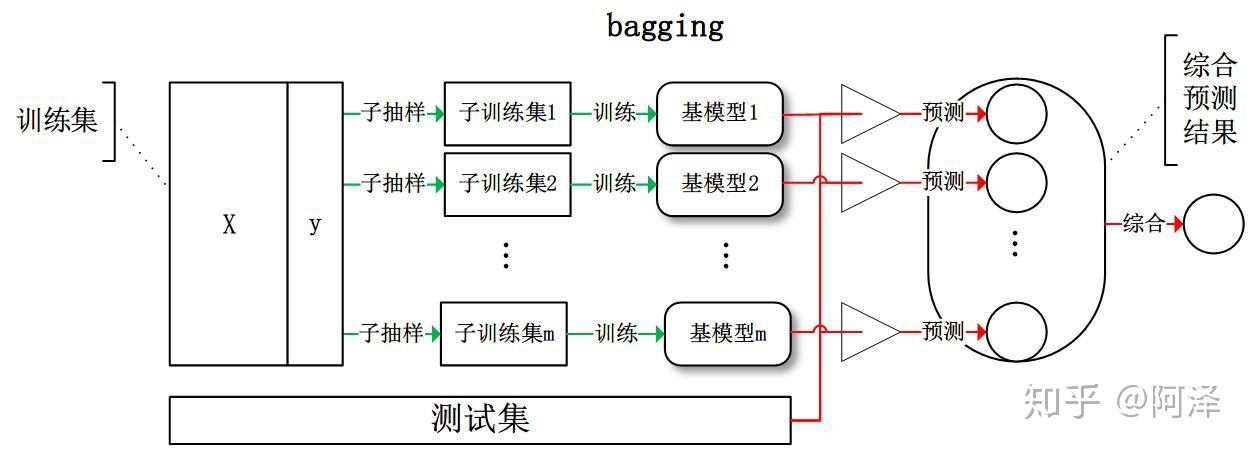 bagging
训练集
X
y
子抽样
子训练集1
训练
基模型1
预测
子抽样
子训练集2
训练
基模型2
预测
子抽样
子训练集m
训练
基模型m
预测
综合
预测
结果
综合
测试集
知乎 @阿泽